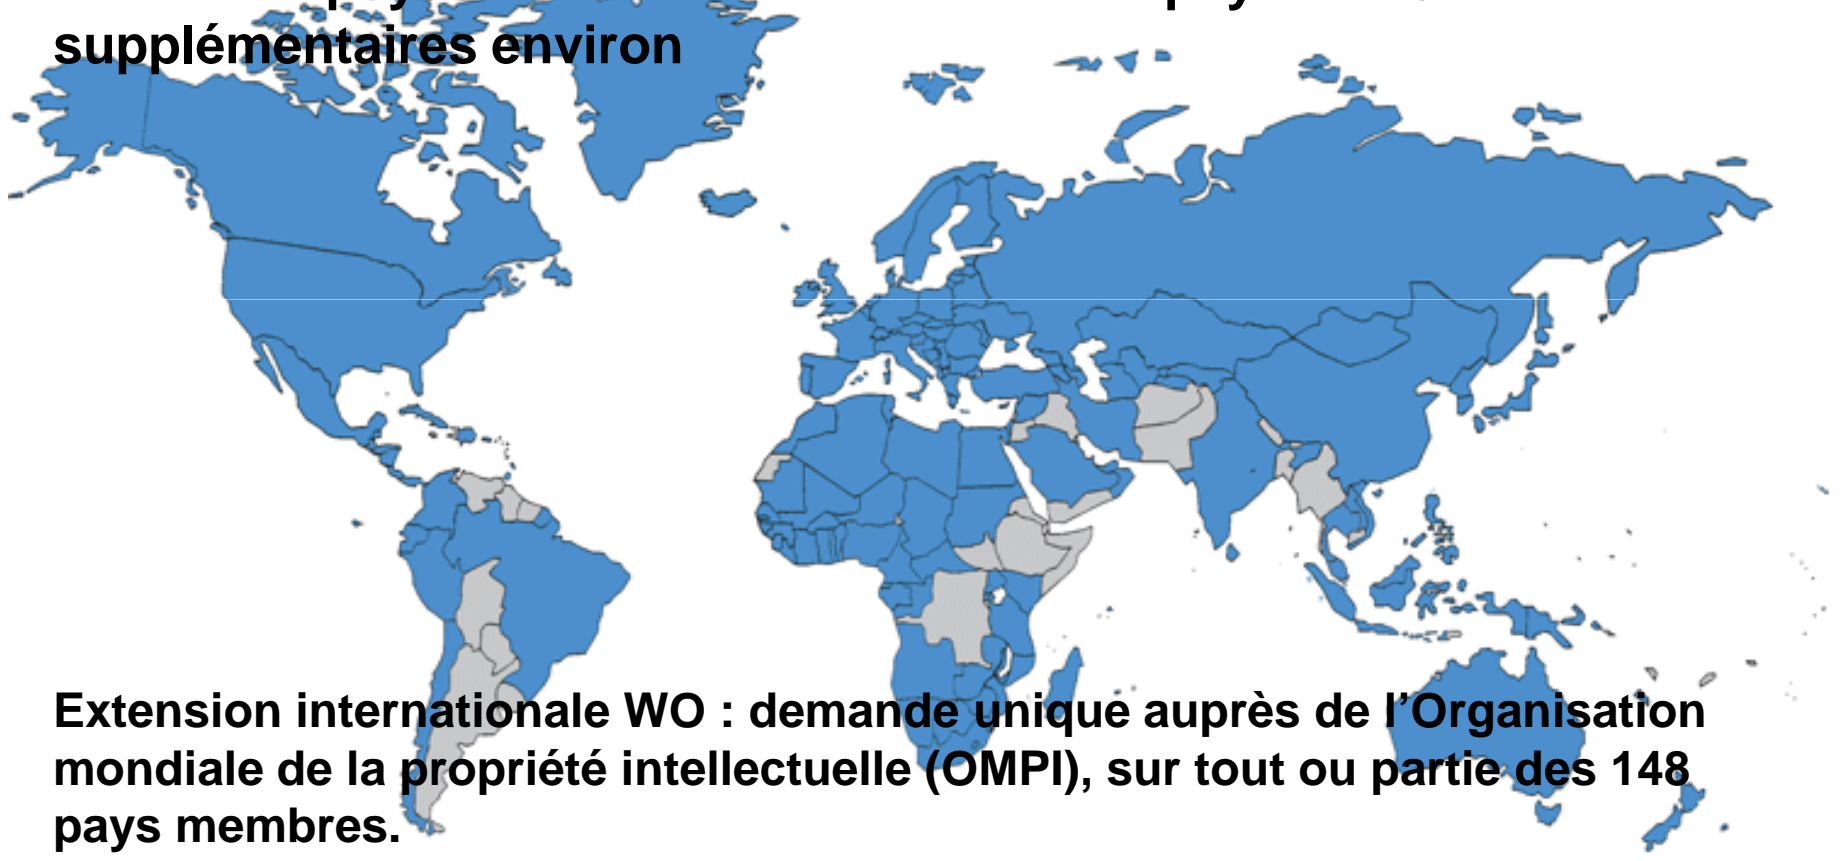 supplémentaires environ
Extension internationale WO : demande unique auprès de l’Organisation
mondiale de la propriété intellectuelle (OMPI), sur tout ou partie des 148
pays membres.